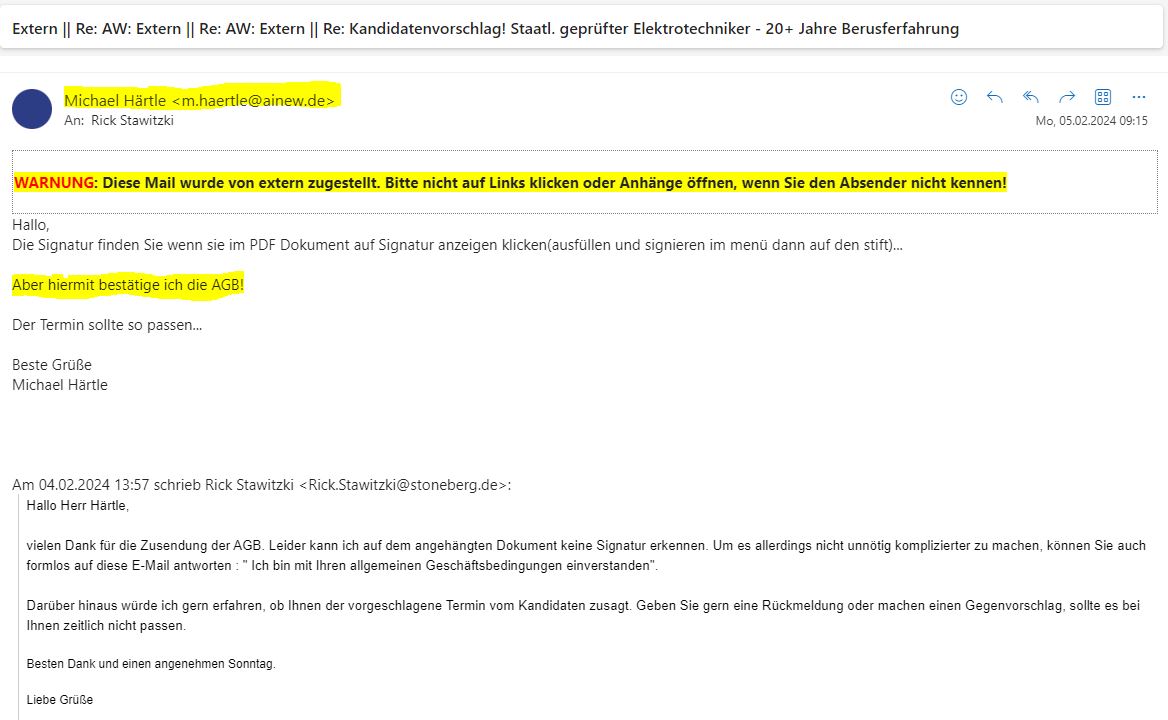 Extern || Re: AW: Extern || Re: AW: Extern || Re: Kandidatenvorschlag! Staatl. geprüfter Elektrotechniker - 20+ Jahre Berusferfahrung
Michael Härtle <m.haertle@ainew.de>
An: Rick Stawitzki
Mo, 05.02.2024 09:15
WARNUNG: Diese Mail wurde von extern zugestellt. Bitte nicht auf Links klicken oder Anhänge öffnen, wenn Sie den Absender nicht kennen!
Hallo,
Die Signatur finden Sie wenn sie im PDF Dokument auf Signatur anzeigen klicken(ausfüllen und signieren im menü dann auf den stift)...
Aber hiermit bestätige ich die AGB!
Der Termin sollte so passen...
Beste Grüße
Michael Härtle
Am 04.02.2024 13:57 schrieb Rick Stawitzki <Rick.Stawitzki@stoneberg.de>:
Hallo Herr Härtle,
vielen Dank für die Zusendung der AGB. Leider kann ich auf dem angehängten Dokument keine Signatur erkennen. Um es allerdings nicht unnötig komplizierter zu machen, können Sie auch
formlos auf diese E-Mail antworten : " Ich bin mit Ihren allgemeinen Geschäftsbedingungen einverstanden".
Darüber hinaus würde ich gern erfahren, ob Ihnen der vorgeschlagene Termin vom Kandidaten zusagt. Geben Sie gern eine Rückmeldung oder machen einen Gegenvorschlag, sollte es bei
Ihnen zeitlich nicht passen.
Besten Dank und einen angenehmen Sonntag.
Liebe Grüße